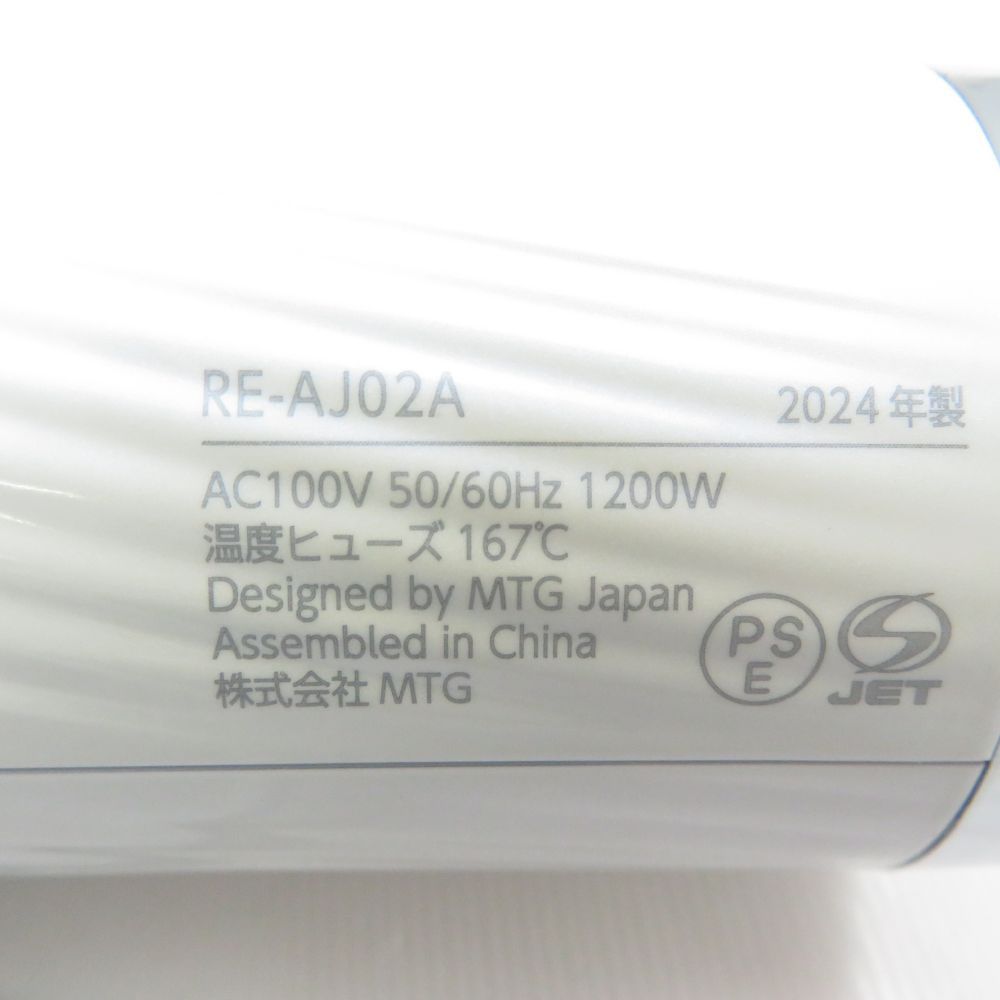 RE-AJ02A 2024年製
AC100V 50/60Hz 1200W
温度ヒューズ 167℃
Designed by MTG Japan
Assembled in China
株式会社 MTG
PS
E
JET